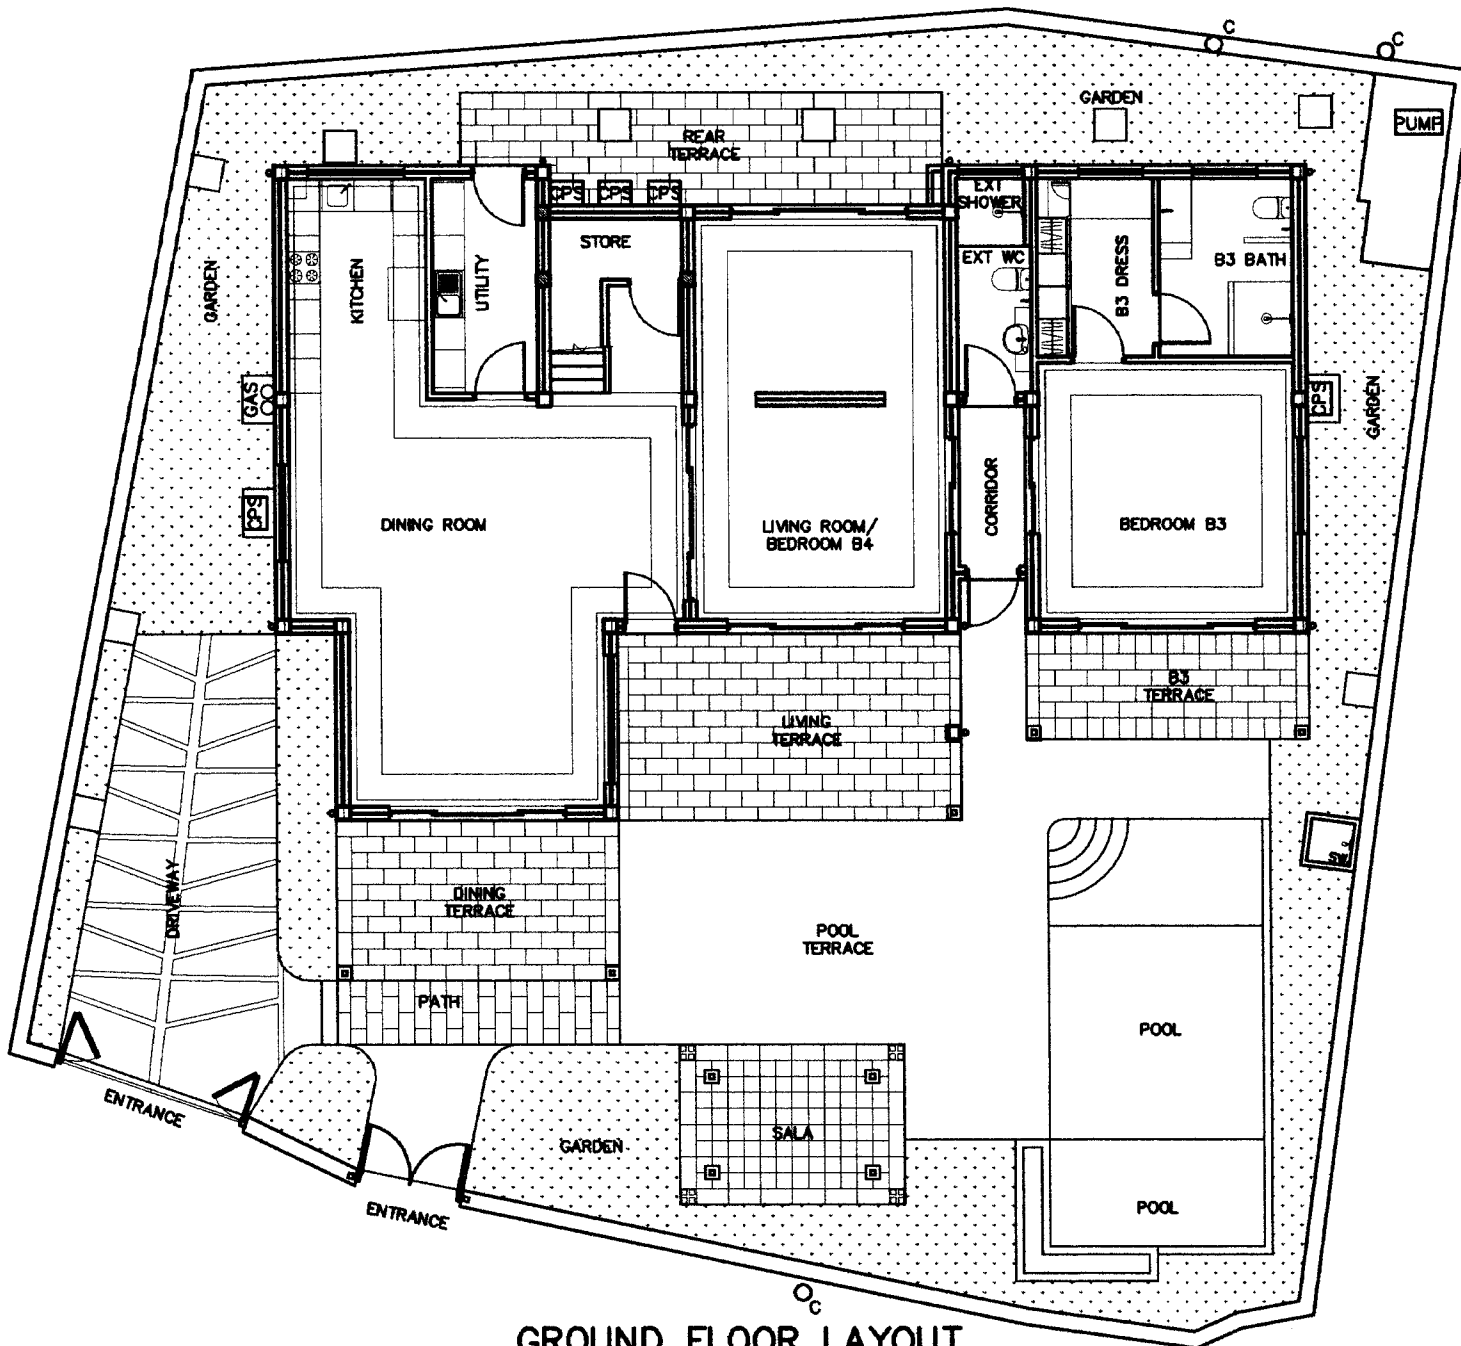 C
C
GARDEN
PUMP
REAR
TERRACE
CPS
CPS
CPS
EXT
SHOWER
STORE
EXT WC
B3 DRESS
B3 BATH
GARDEN
KITCHEN
UTILITY
GAS
CPS
GARDEN
CPS
CORRIDOR
DINING ROOM
LIVING ROOM/
BEDROOM B4
BEDROOM B3
B3
TERRACE
LIVING
TERRACE
SW
DRIVEWAY
DINING
TERRACE
POOL
TERRACE
PATH
POOL
ENTRANCE
SALA
GARDEN
ENTRANCE
POOL
C
GROUND FLOOR LAYOUT